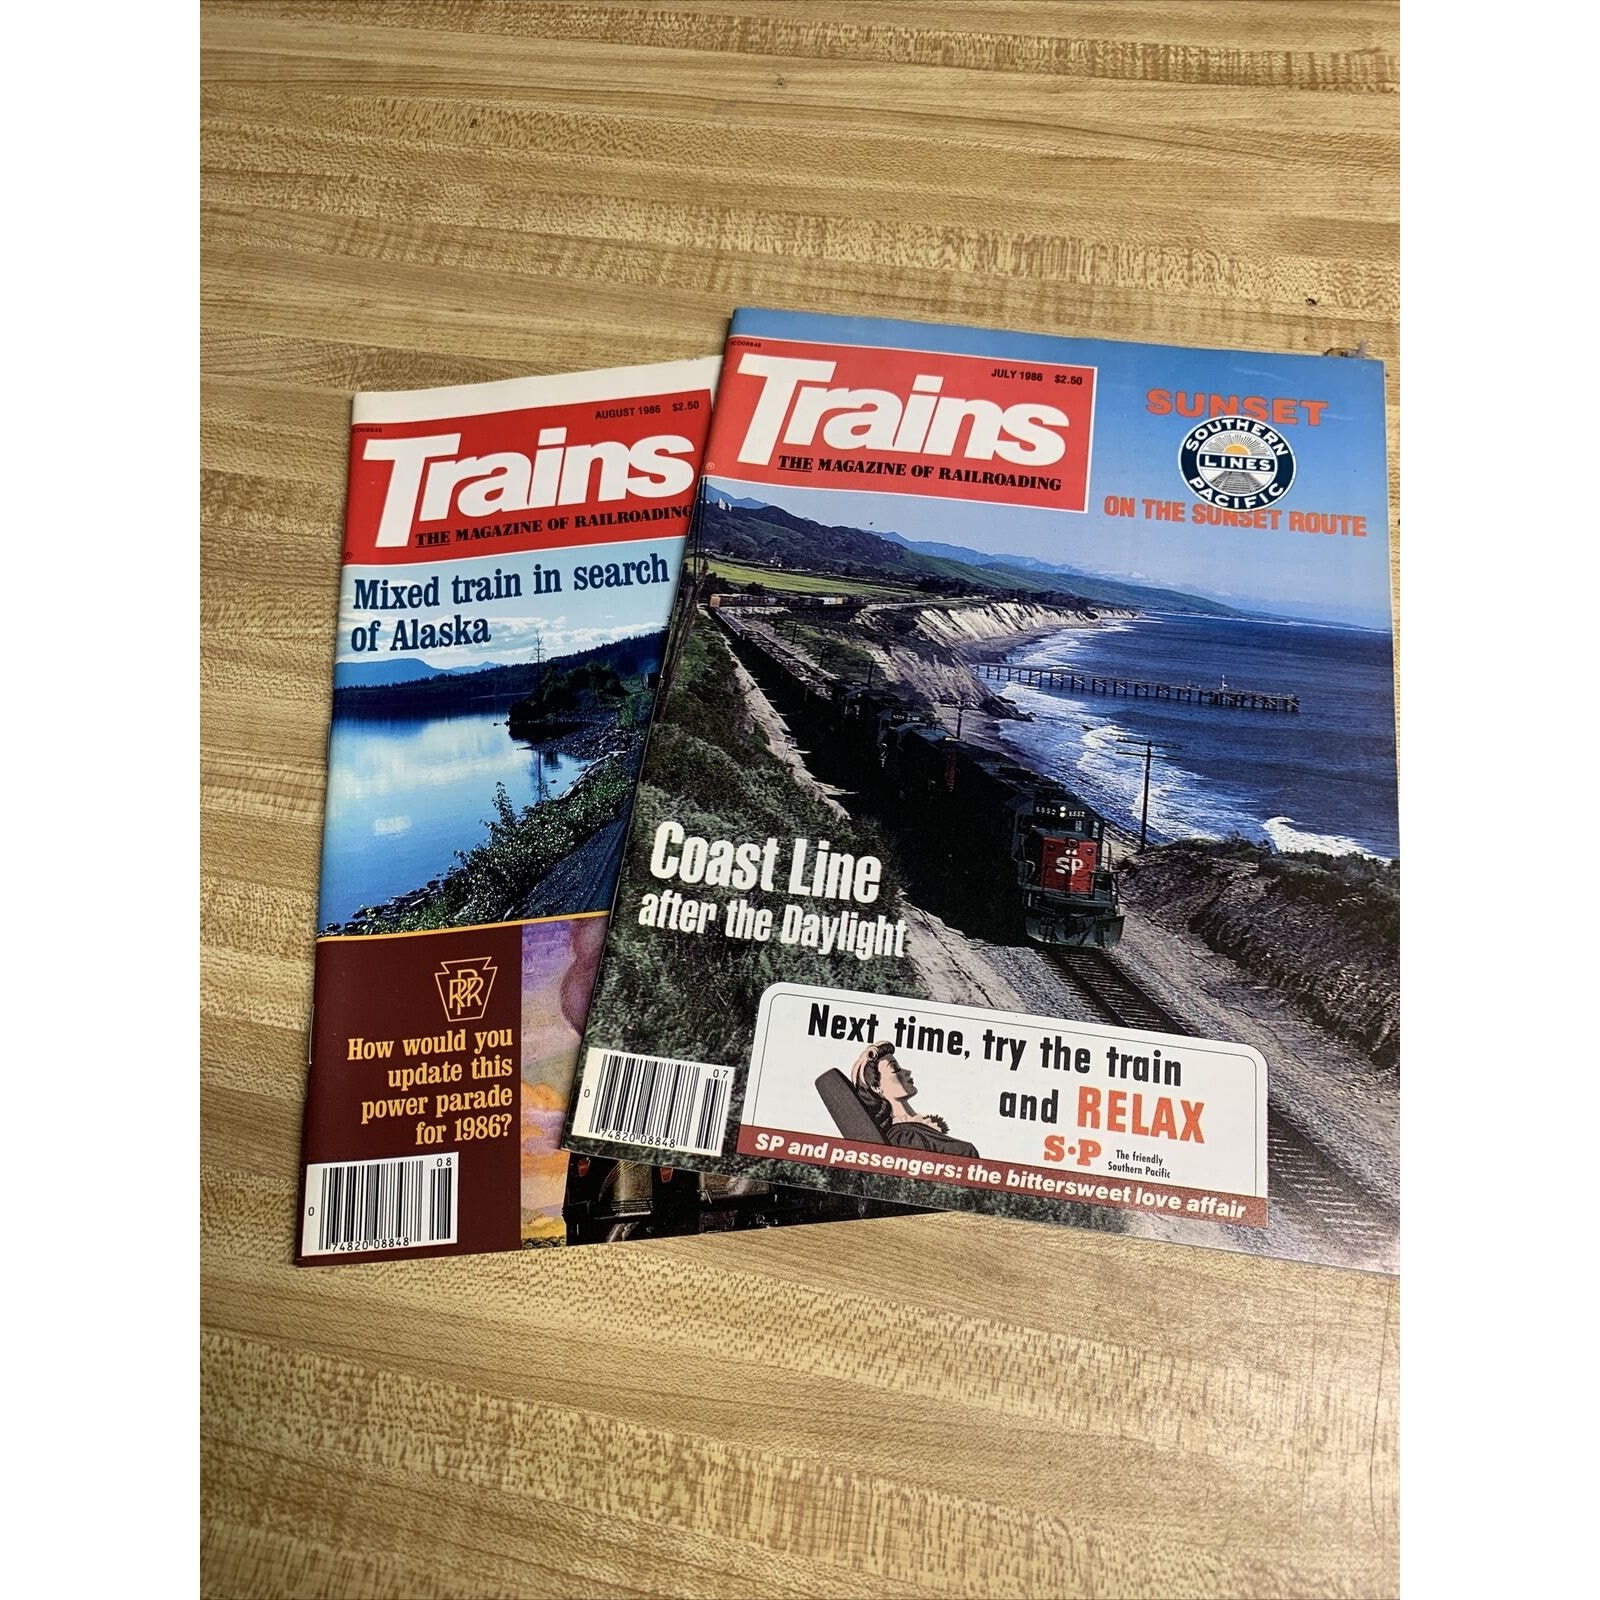 ICO08848
AUGUST 1986 $2.50
Trains
THE MAGAZINE OF RAILROADING
®
Mixed train in search
of Alaska
PRR
How would you
update this
power parade
for 1986?
08
0
74820 08848
JULY 1986 $2.50
Trains
THE MAGAZINE OF RAILROADING
®
SUNSET
SOUTHERN
LINES
PACIFIC
ON THE SUNSET ROUTE
8552 8552
SP
Coast Line
after the Daylight
Next time, try the train
and RELAX
S·P The friendly
Southern Pacific
SP and passengers: the bittersweet love affair
07
0
74820 08848